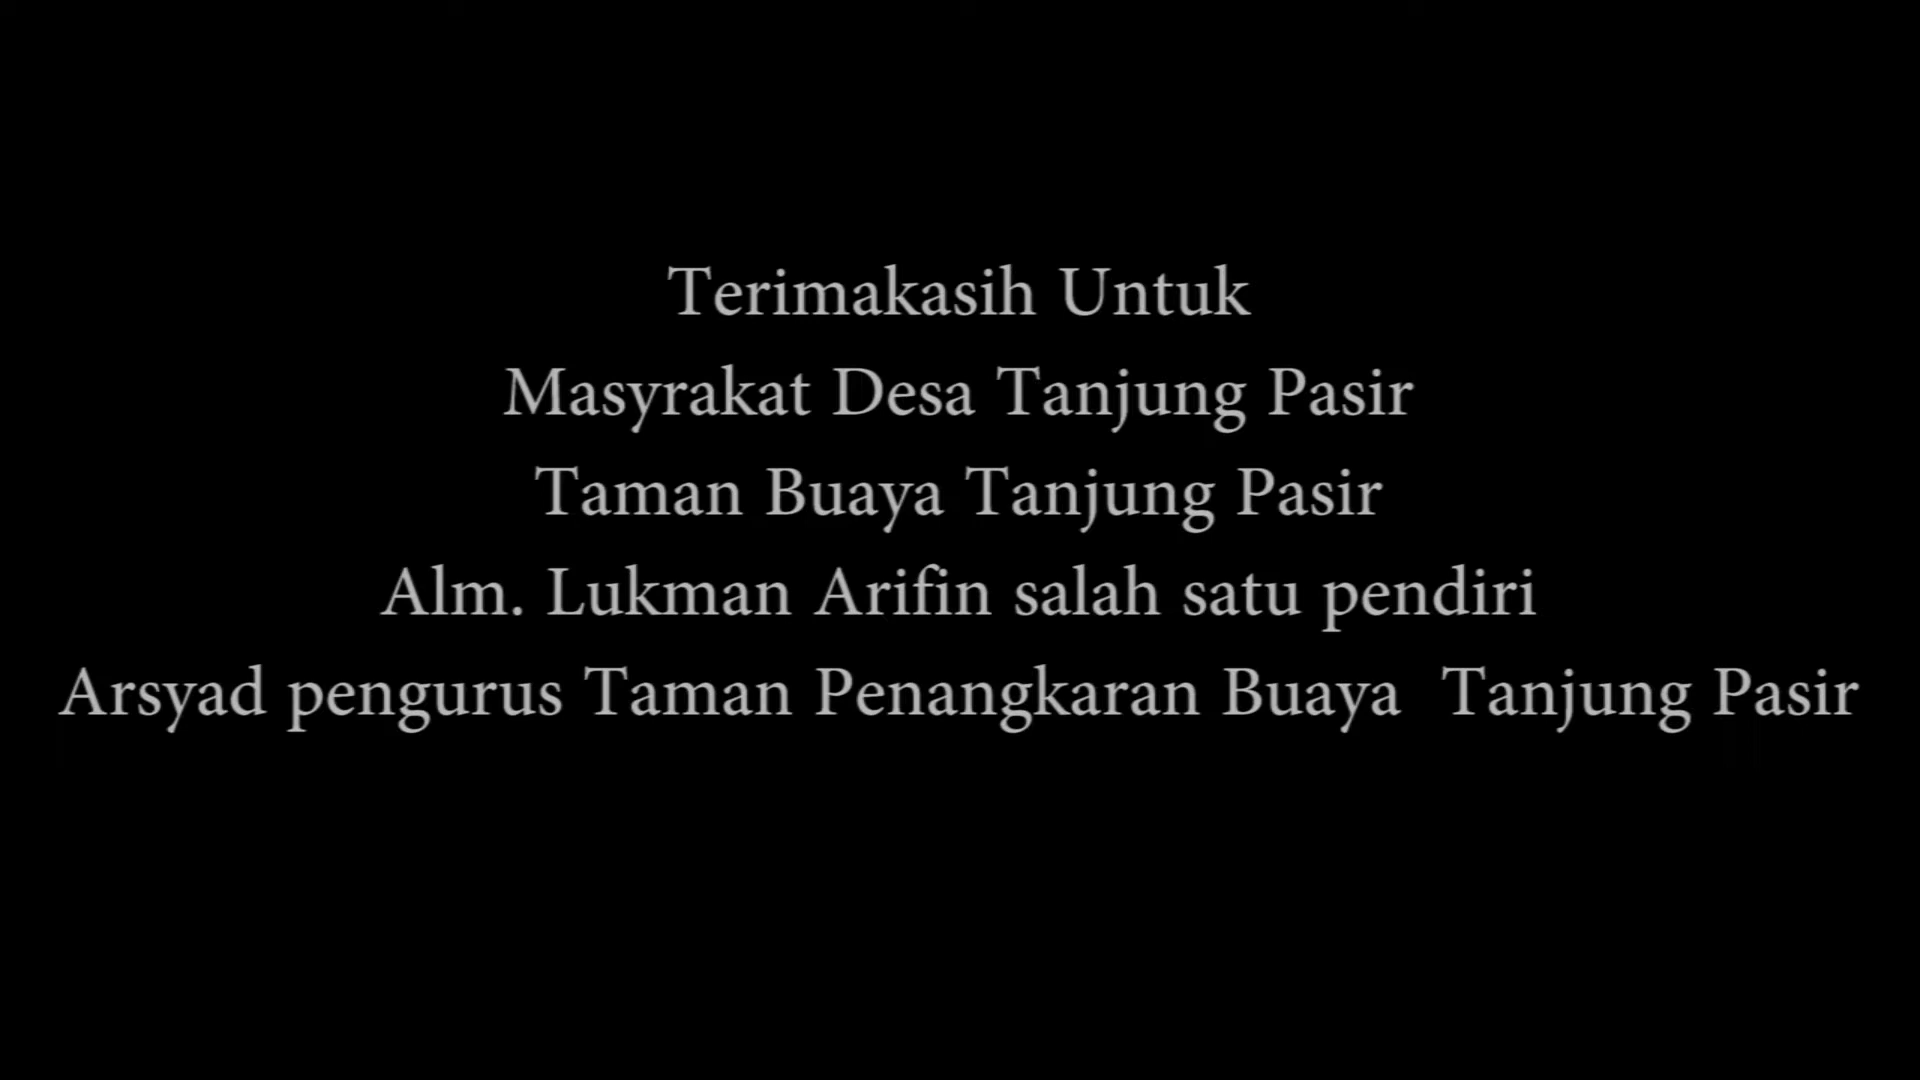 Terimakasih Untuk
Masyrakat Desa Tanjung Pasir
Taman Buaya Tanjung Pasir
Alm. Lukman Arifin salah satu pendiri
Arsyad pengurus Taman Penangkaran Buaya  Tanjung Pasir